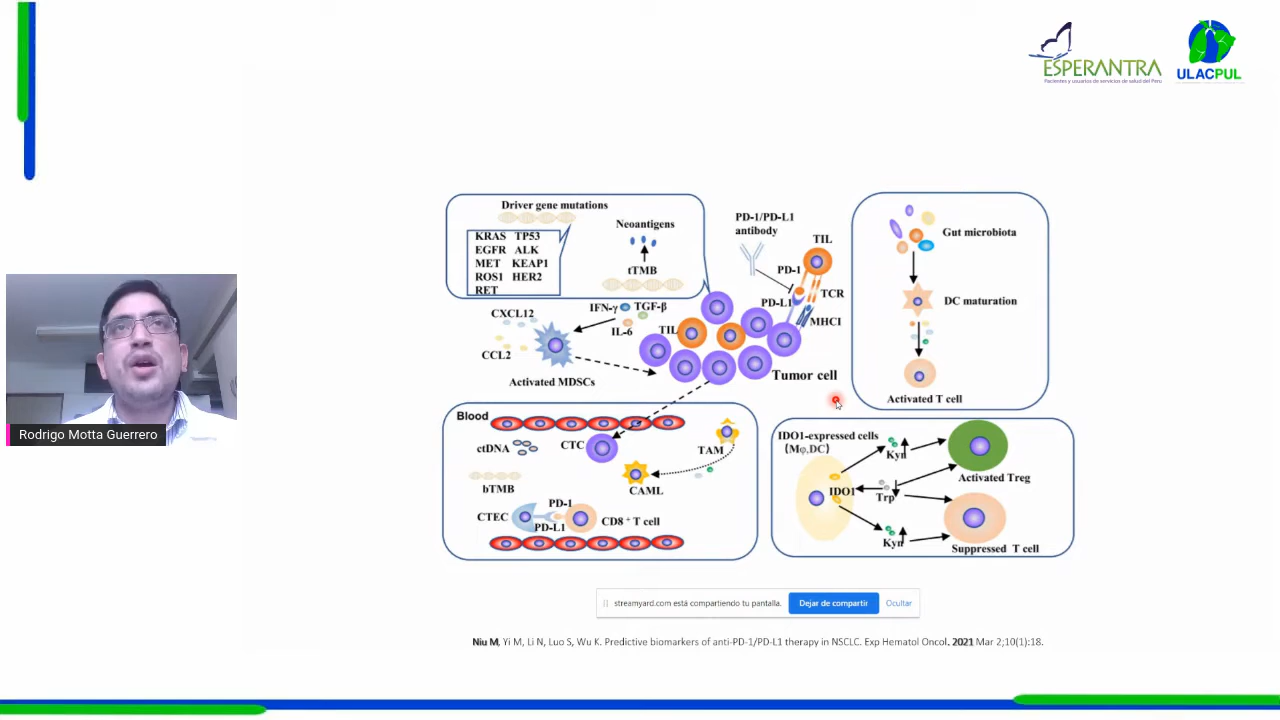 ESPERANTRA
Pacientes y usuarios de servicios de salud del Perú
ULACPUL
Driver gene mutations
KRAS TP53
EGFR ALK
MET KEAP1
ROS1 HER2
RET
Neoantigens
tTMB
PD-1/PD-L1
antibody
TIL
PD-1
TCR
PD-L1
MHCI
Gut microbiota
DC maturation
Activated T cell
IFN-γ
TGF-β
IL-6
CXCL12
CCL2
Activated MDSCs
TIL
Tumor cell
Rodrigo Motta Guerrero
Blood
ctDNA
CTC
TAM
CAML
bTMB
PD-1
CTEC
PD-L1
CD8+ T cell
IDO1-expressed cells
(Mφ,DC)
Kyn
Activated Treg
IDO1
Trp
Kyn
Suppressed T cell
streamyard.com está compartiendo tu pantalla.
Dejar de compartir
Ocultar
Niu M, Yi M, Li N, Luo S, Wu K. Predictive biomarkers of anti-PD-1/PD-L1 therapy in NSCLC. Exp Hematol Oncol. 2021 Mar 2;10(1):18.